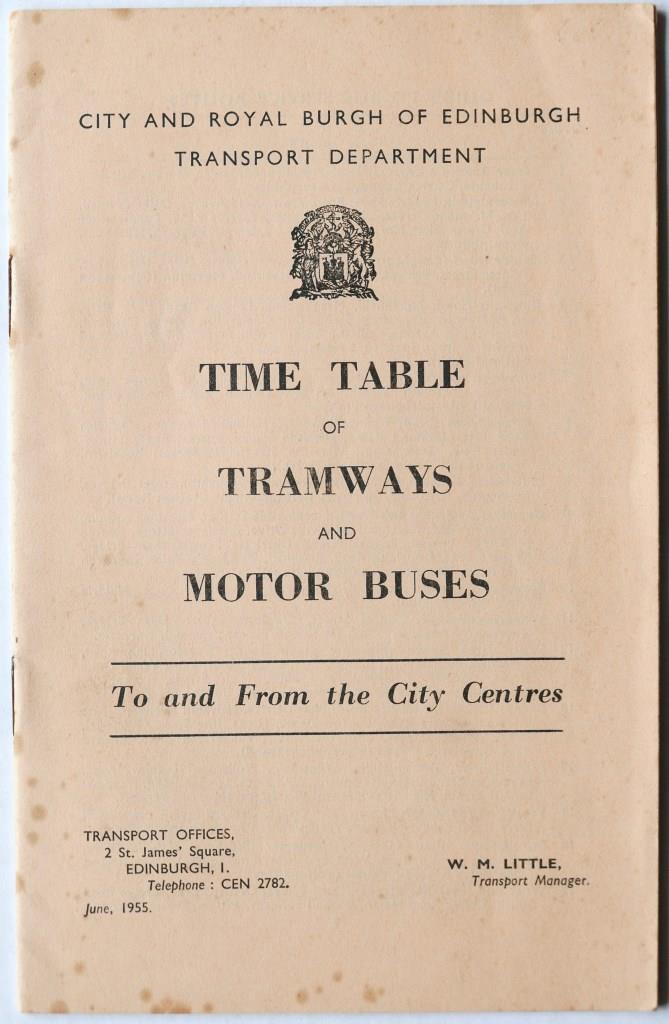 CITY AND ROYAL BURGH OF EDINBURGH
TRANSPORT DEPARTMENT
TIME TABLE
OF
TRAMWAYS
AND
MOTOR BUSES
To and From the City Centres
TRANSPORT OFFICES,
2 St. James' Square,
EDINBURGH, 1.
Telephone : CEN 2782.
June, 1955.
W. M. LITTLE,
Transport Manager.